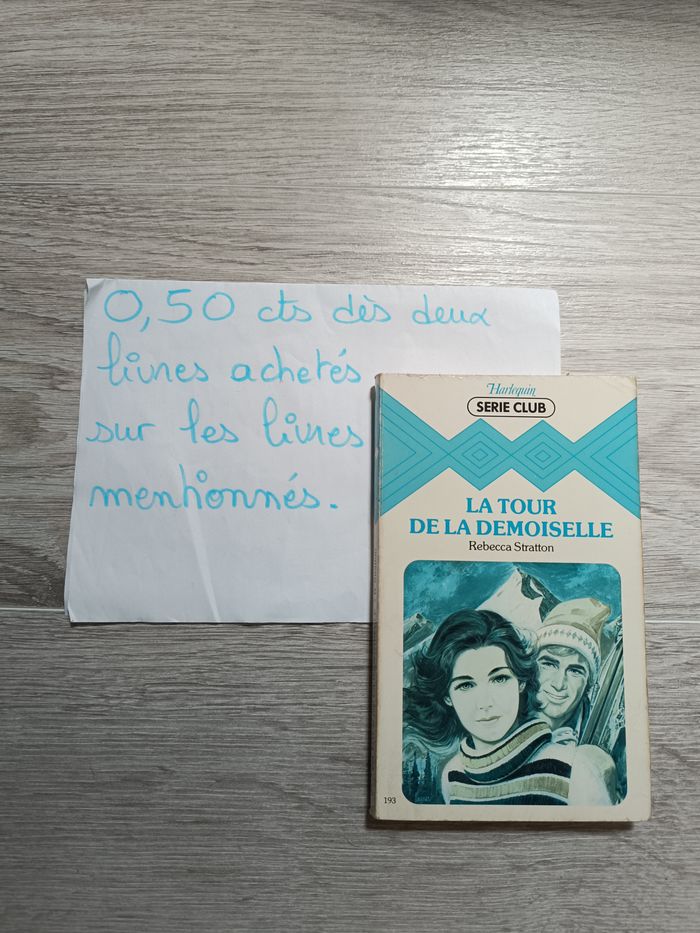 0,50 cts dès deux
livres achetés
sur les livres
mentionnés.
Harlequin
SERIE CLUB
LA TOUR
DE LA DEMOISELLE
Rebecca Stratton
193